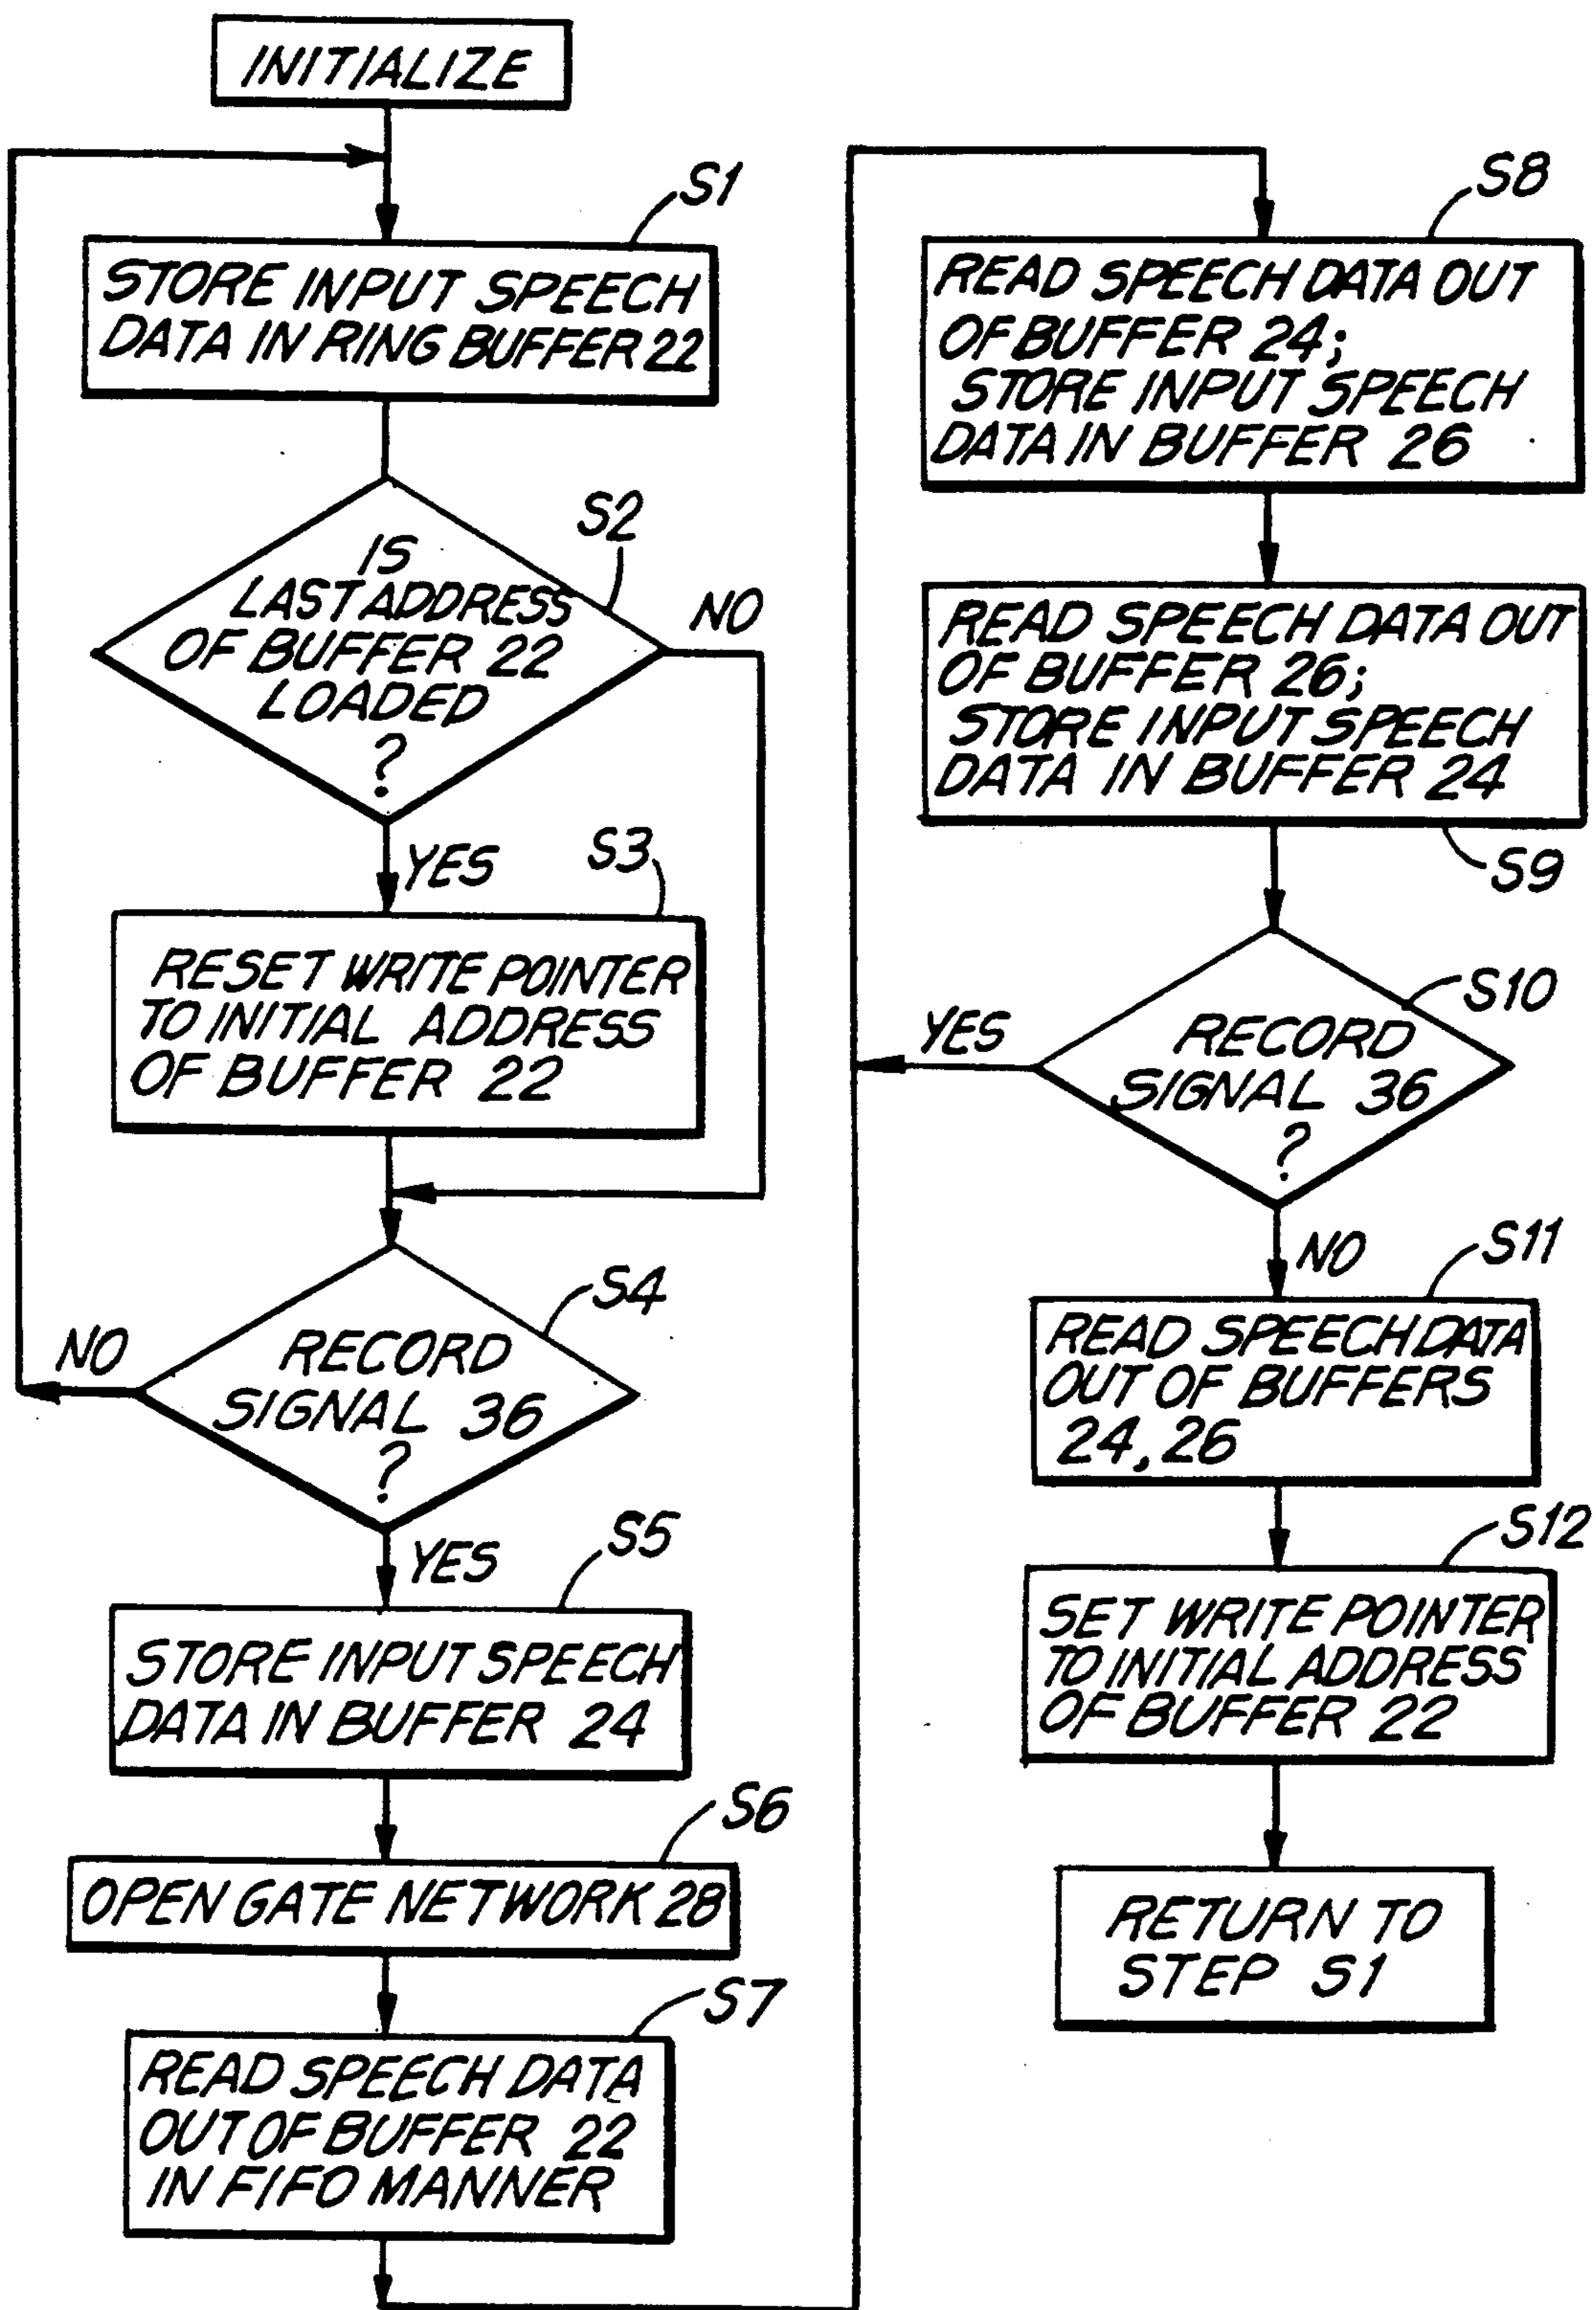 INITIALIZE
S1
STORE INPUT SPEECH
DATA IN RING BUFFER 22
S2
IS
LAST ADDRESS
OF BUFFER 22
LOADED
?
NO
YES
S3
RESET WRITE POINTER
TO INITIAL ADDRESS
OF BUFFER 22
S4
RECORD
SIGNAL 36
?
NO
YES
S5
STORE INPUT SPEECH
DATA IN BUFFER 24
S6
OPEN GATE NETWORK 28
S7
READ SPEECH DATA
OUT OF BUFFER 22
IN FIFO MANNER
S8
READ SPEECH DATA OUT
OF BUFFER 24;
STORE INPUT SPEECH
DATA IN BUFFER 26
READ SPEECH DATA OUT
OF BUFFER 26;
STORE INPUT SPEECH
DATA IN BUFFER 24
S9
S10
RECORD
SIGNAL 36
?
YES
NO
S11
READ SPEECH DATA
OUT OF BUFFERS
24, 26
S12
SET WRITE POINTER
TO INITIAL ADDRESS
OF BUFFER 22
RETURN TO
STEP S1